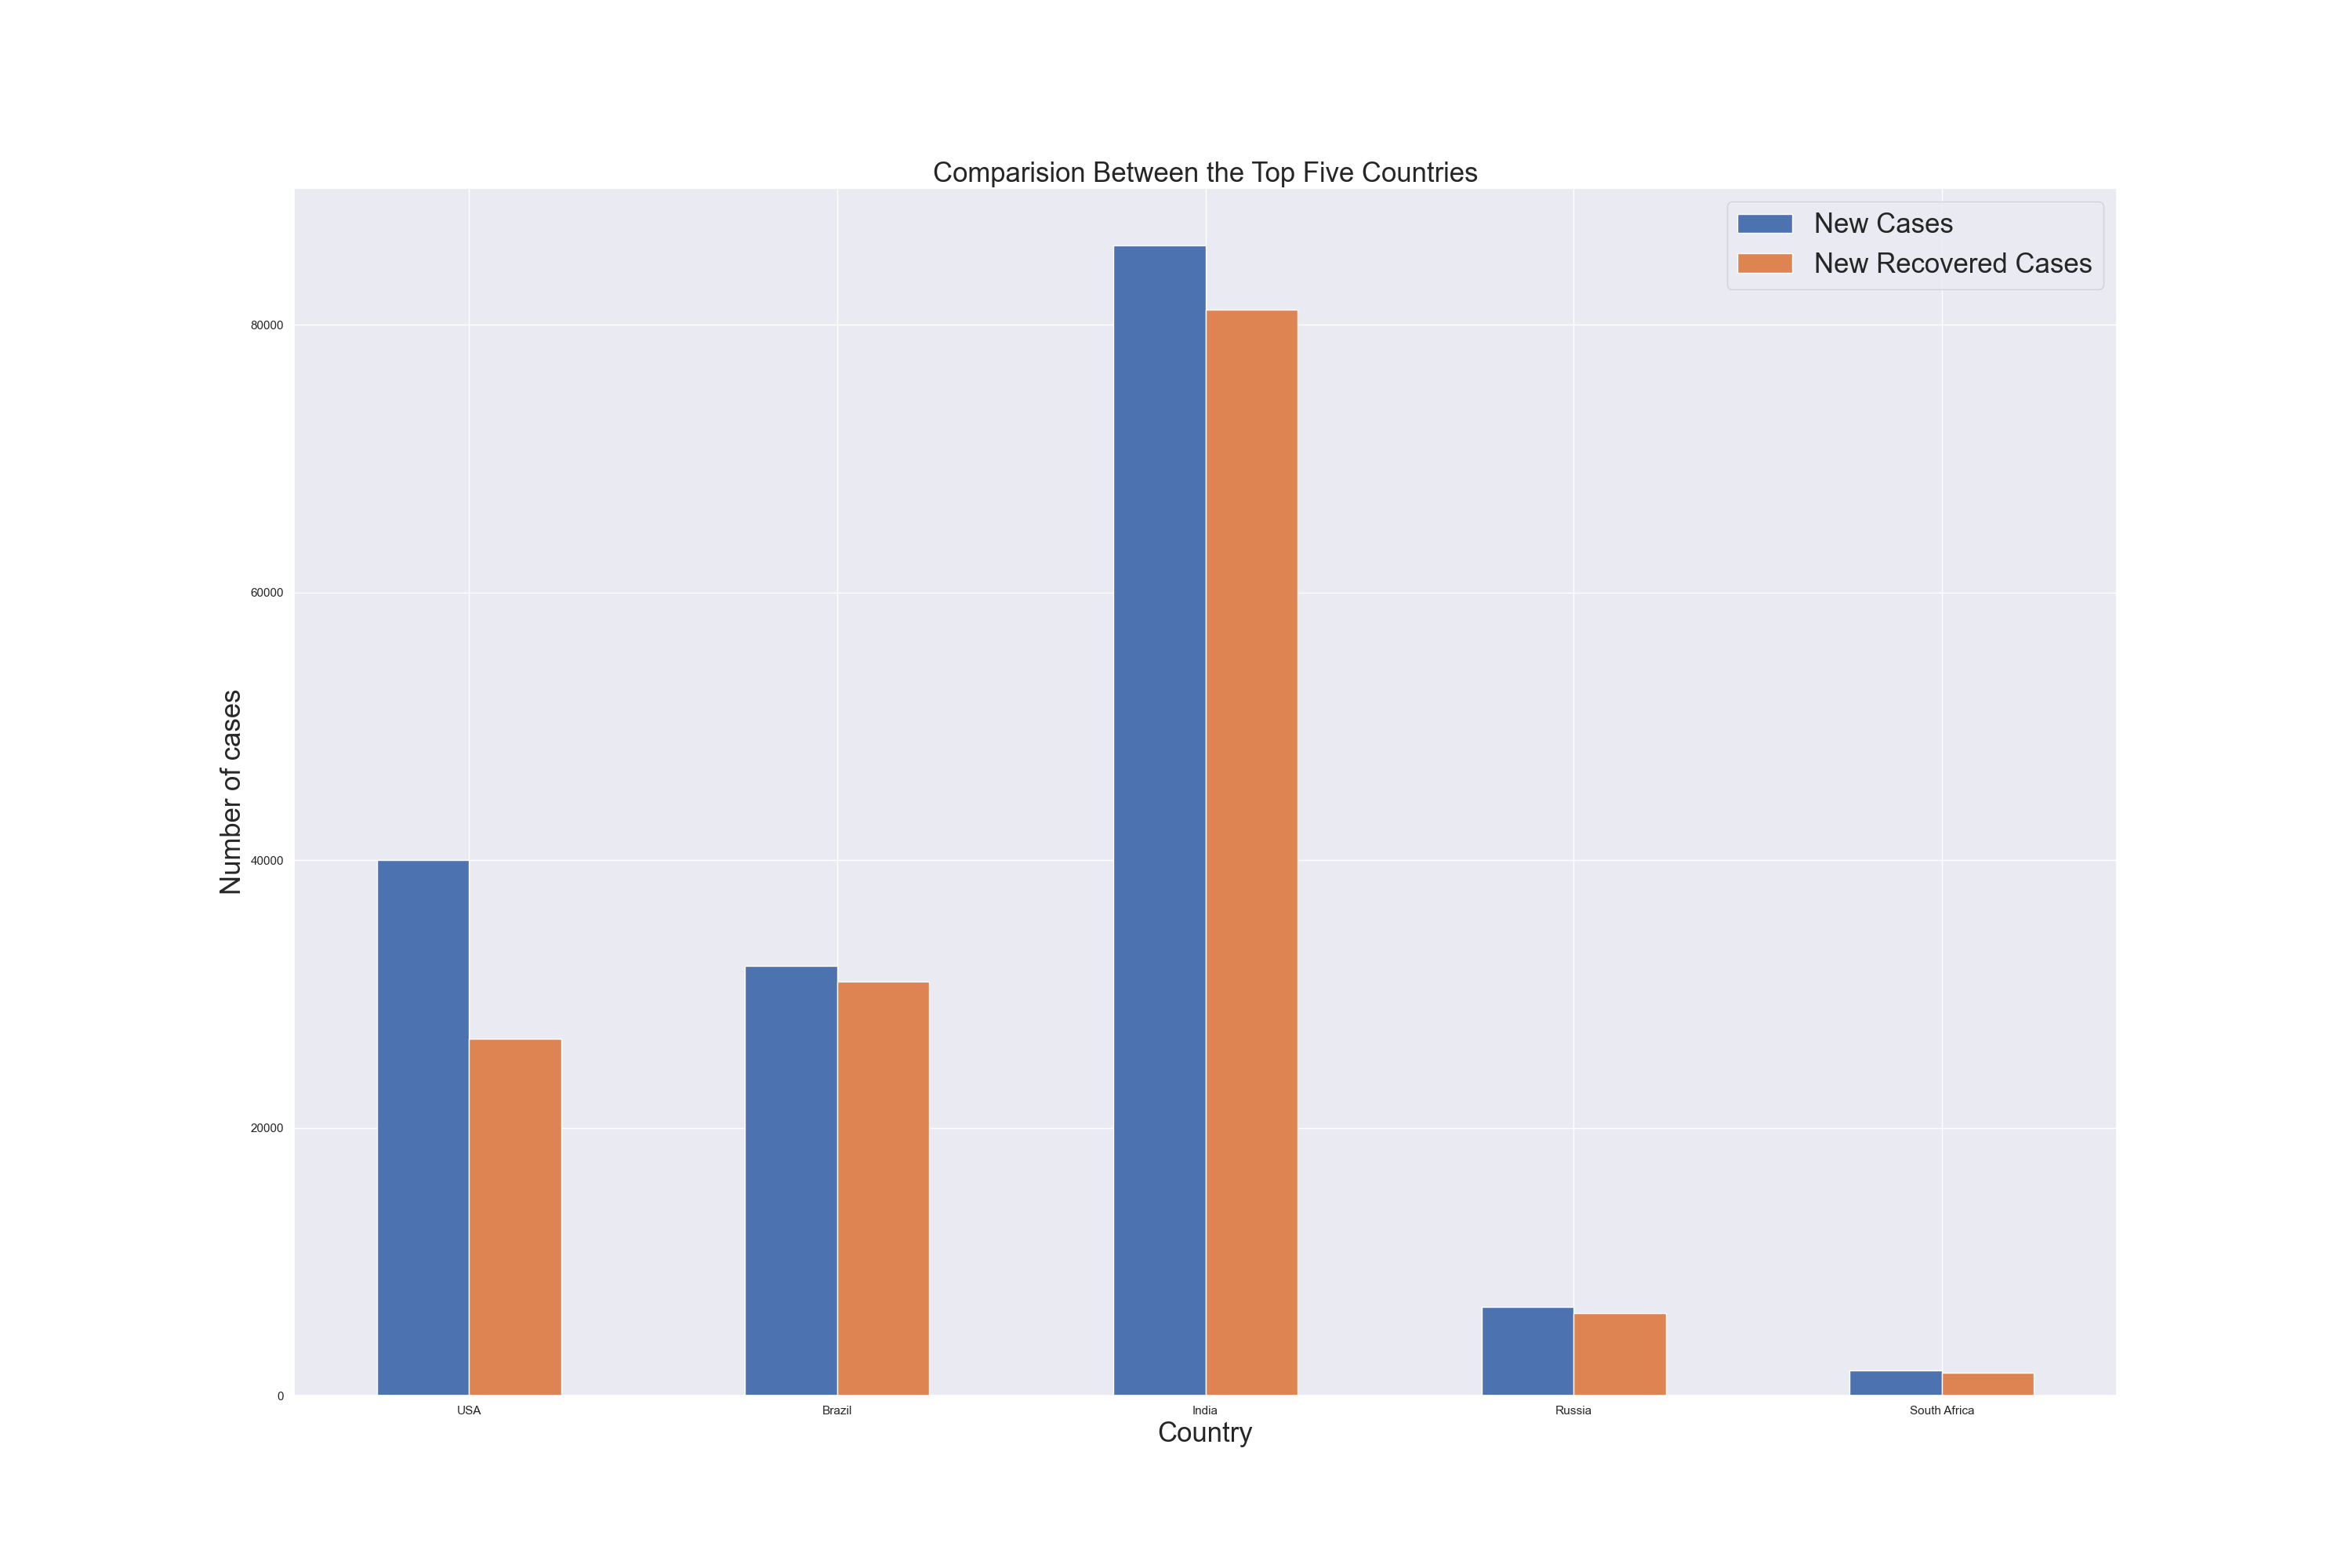 Comparision Between the Top Five Countries
New Cases
New Recovered Cases
80000
60000
40000
20000
0
Number of cases
USA
Brazil
India
Russia
South Africa
Country